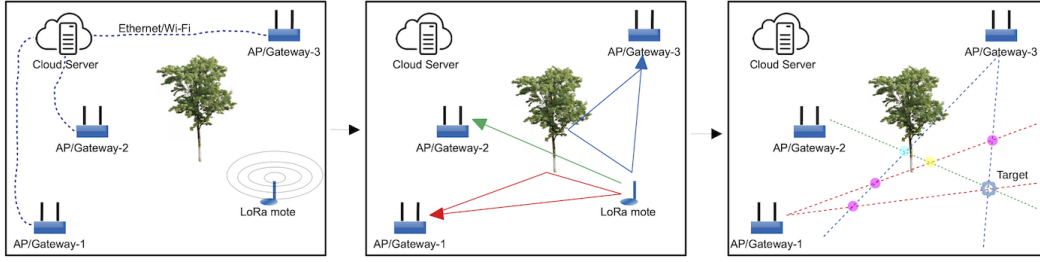 Ethernet/Wi-Fi
AP/Gateway-3
Cloud Server
AP/Gateway-2
LoRa mote
AP/Gateway-1
AP/Gateway-3
Cloud Server
AP/Gateway-2
LoRa mote
AP/Gateway-1
AP/Gateway-3
Cloud Server
AP/Gateway-2
Target
AP/Gateway-1